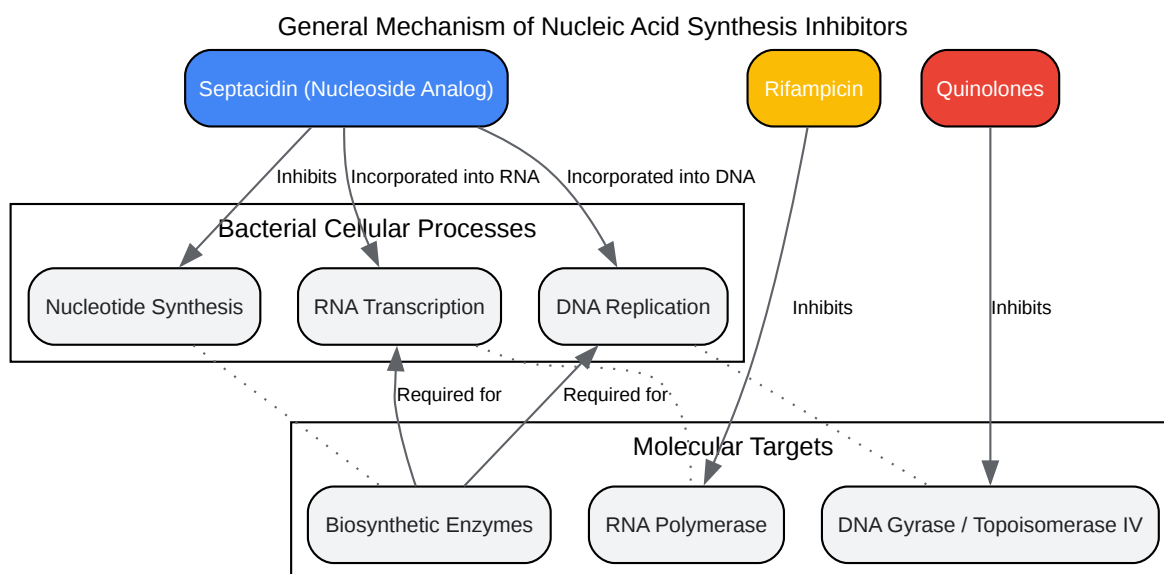 General Mechanism of Nucleic Acid Synthesis Inhibitors
Septacidin (Nucleoside Analog)
Rifampicin
Quinolones
Inhibits
Incorporated into RNA
Incorporated into DNA
Bacterial Cellular Processes
Nucleotide Synthesis
RNA Transcription
DNA Replication
Inhibits
Inhibits
Required for
Required for
Molecular Targets
Biosynthetic Enzymes
RNA Polymerase
DNA Gyrase / Topoisomerase IV